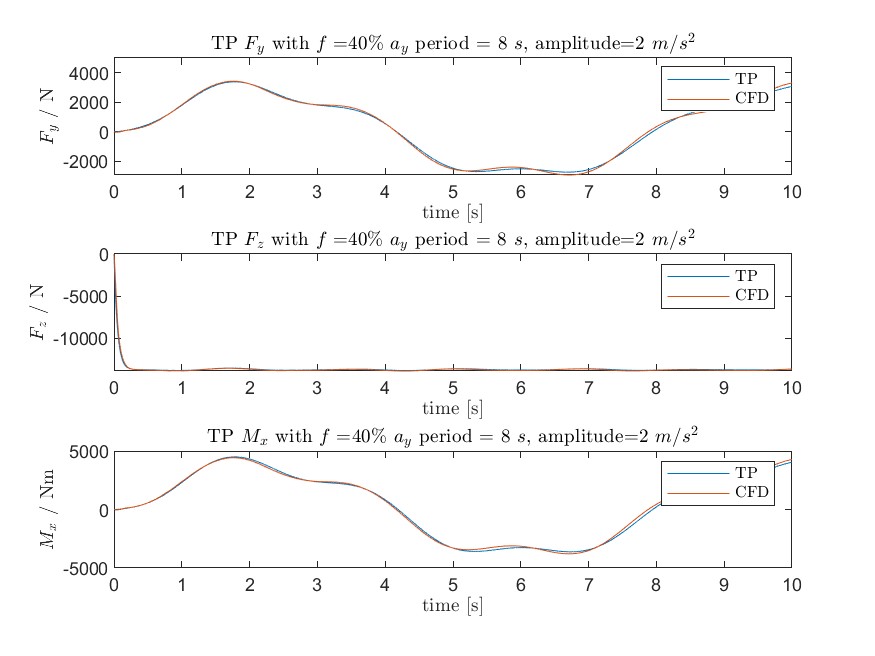 TP F_y with f =40% a_y period = 8 s, amplitude=2 m/s²
F_y / N
4000
2000
0
-2000
TP
CFD
0 1 2 3 4 5 6 7 8 9 10
time [s]
TP F_z with f =40% a_y period = 8 s, amplitude=2 m/s²
F_z / N
0
-5000
-10000
TP
CFD
0 1 2 3 4 5 6 7 8 9 10
time [s]
TP M_x with f =40% a_y period = 8 s, amplitude=2 m/s²
M_x / Nm
5000
0
-5000
TP
CFD
0 1 2 3 4 5 6 7 8 9 10
time [s]